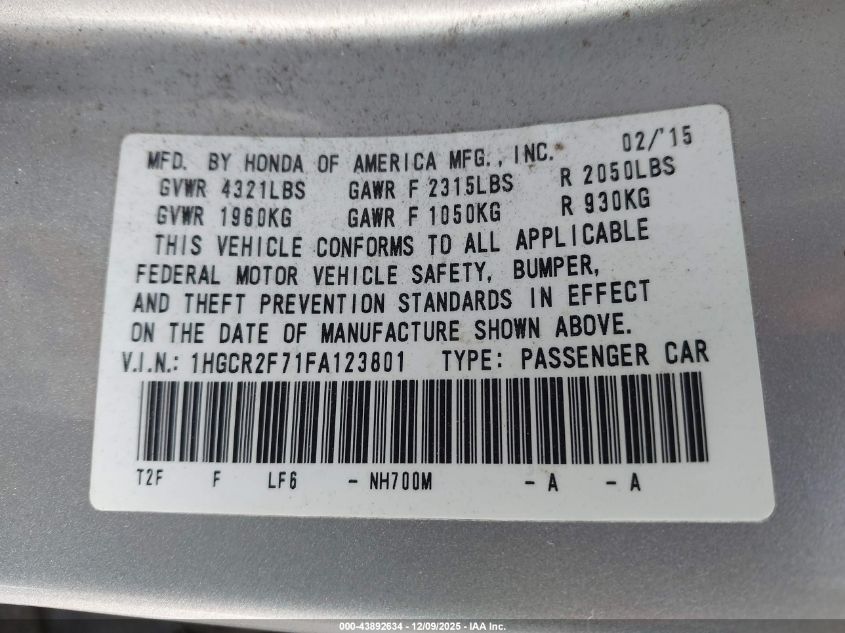 MFD. BY HONDA OF AMERICA MFG., INC. 02/'15
GVWR 4321LBS GAWR F 2315LBS R 2050LBS
GVWR 1960KG GAWR F 1050KG R 930KG
THIS VEHICLE CONFORMS TO ALL APPLICABLE
FEDERAL MOTOR VEHICLE SAFETY, BUMPER,
AND THEFT PREVENTION STANDARDS IN EFFECT
ON THE DATE OF MANUFACTURE SHOWN ABOVE.
V.I.N.: 1HGCR2F71FA123801 TYPE: PASSENGER CAR
T2F F LF6 - NH700M - A - A
000-43892634 - 12/09/2025 - IAA Inc.